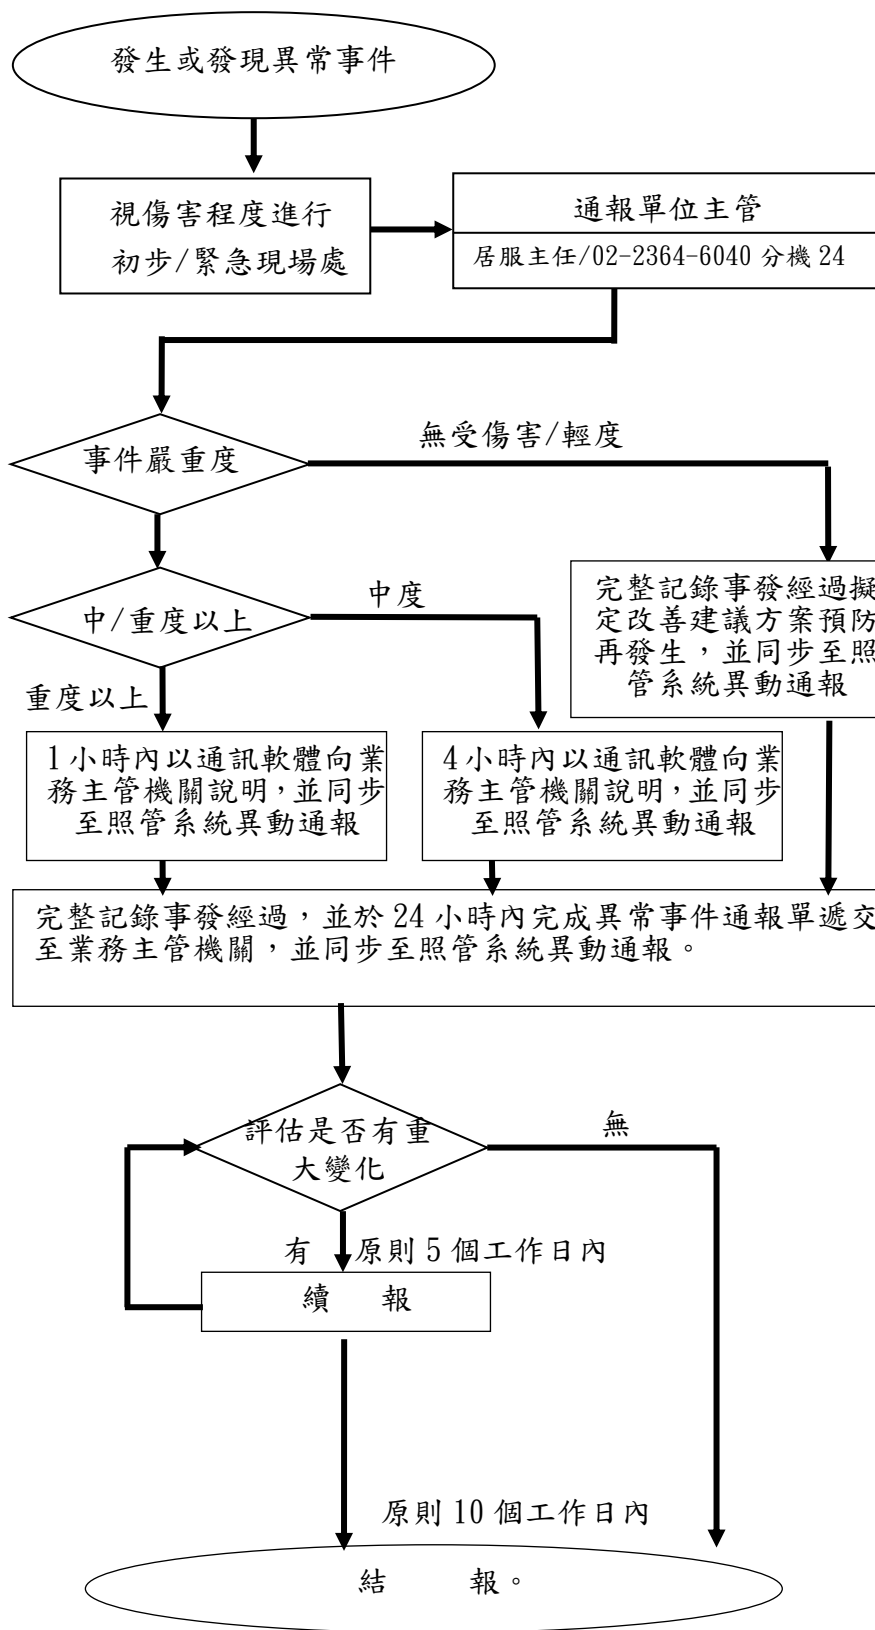 發生或發現異常事件
視傷害程度進行
初步/緊急現場處
通報單位主管
居服主任/02-2364-6040 分機 24
事件嚴重度
無受傷害/輕度
中/重度以上
中度
完整記錄事發經過擬
定改善建議方案預防
再發生，並同步至照
管系統異動通報
重度以上
1 小時內以通訊軟體向業
務主管機關說明，並同步
至照管系統異動通報
4 小時內以通訊軟體向業
務主管機關說明，並同步
至照管系統異動通報
完整記錄事發經過，並於 24 小時內完成異常事件通報單遞交
至業務主管機關，並同步至照管系統異動通報。
評估是否有重
大變化
無
有 原則 5 個工作日內
續 報
原則 10 個工作日內
結 報。